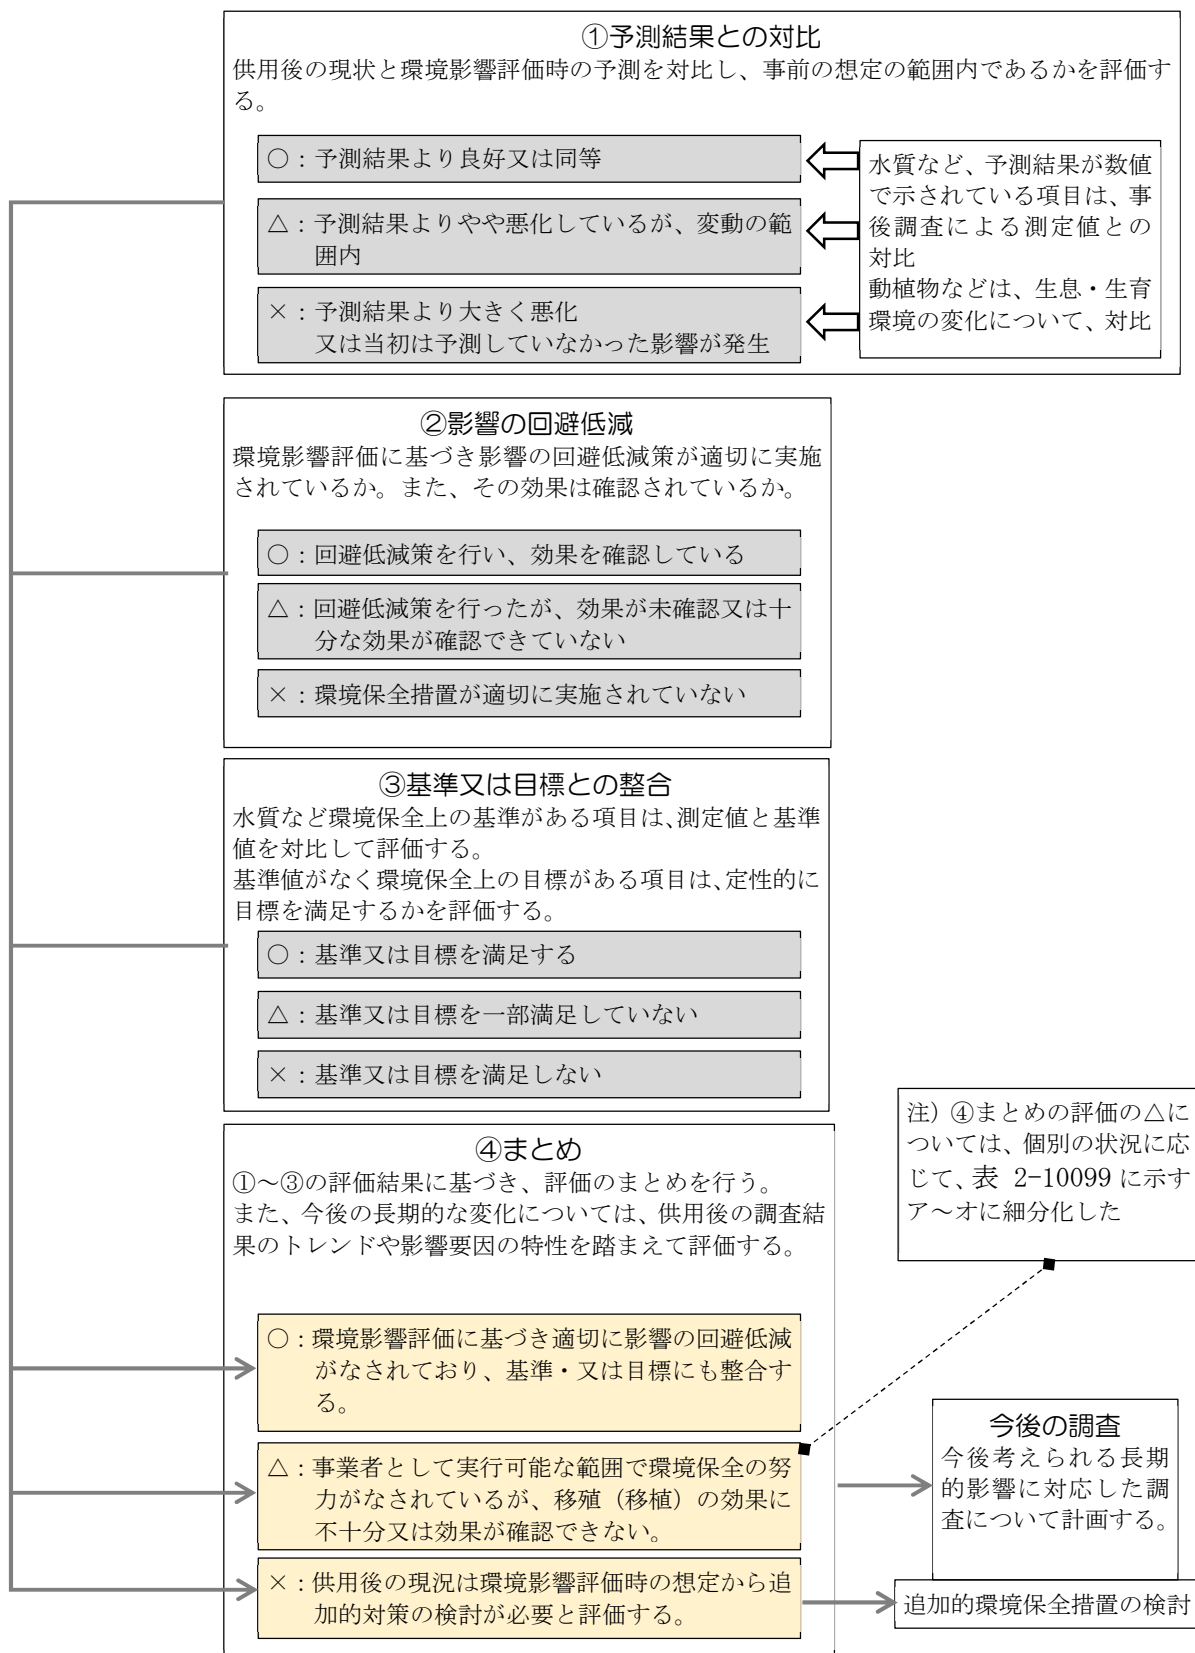 ①予測結果との対比
供用後の現状と環境影響評価時の予測を対比し、事前の想定の範囲内であるかを評価す
る。
○：予測結果より良好又は同等
△：予測結果よりやや悪化しているが、変動の範
囲内
×：予測結果より大きく悪化
又は当初は予測していなかった影響が発生
水質など、予測結果が数値
で示されている項目は、事
後調査による測定値との
対比
動植物などは、生息・生育
環境の変化について、対比
②影響の回避低減
環境影響評価に基づき影響の回避低減策が適切に実施
されているか。また、その効果は確認されているか。
○：回避低減策を行い、効果を確認している
△：回避低減策を行ったが、効果が未確認又は十
分な効果が確認できていない
×：環境保全措置が適切に実施されていない
③基準又は目標との整合
水質など環境保全上の基準がある項目は、測定値と基準
値を対比して評価する。
基準値がなく環境保全上の目標がある項目は、定性的に
目標を満足するかを評価する。
○：基準又は目標を満足する
△：基準又は目標を一部満足していない
×：基準又は目標を満足しない
④まとめ
①～③の評価結果に基づき、評価のまとめを行う。
また、今後の長期的な変化については、供用後の調査結
果のトレンドや影響要因の特性を踏まえて評価する。
○：環境影響評価に基づき適切に影響の回避低減
がなされており、基準・又は目標にも整合す
る。
△：事業者として実行可能な範囲で環境保全の努
力がなされているが、移殖（移植）の効果に
不十分又は効果が確認できない。
×：供用後の現況は環境影響評価時の想定から追
加的対策の検討が必要と評価する。
注）④まとめの評価の△に
ついては、個別の状況に応
じて、表 2-10099 に示す
ア～オに細分化した
今後の調査
今後考えられる長期
的影響に対応した調
査について計画する。
追加的環境保全措置の検討